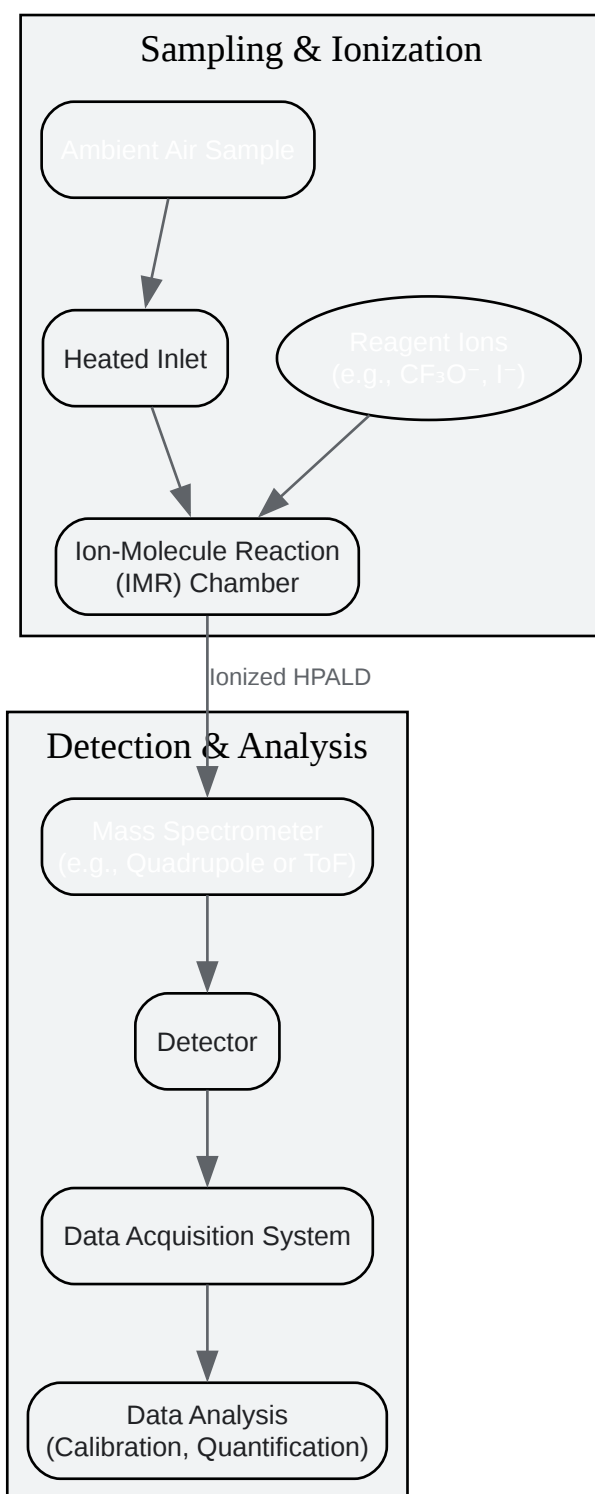 Sampling & Ionization
Ambient Air Sample
Heated Inlet
Reagent Ions
(e.g., CF₃O⁻, I⁻)
Ion-Molecule Reaction
(IMR) Chamber
Ionized HPALD
Detection & Analysis
Mass Spectrometer
(e.g., Quadrupole or ToF)
Detector
Data Acquisition System
Data Analysis
(Calibration, Quantification)